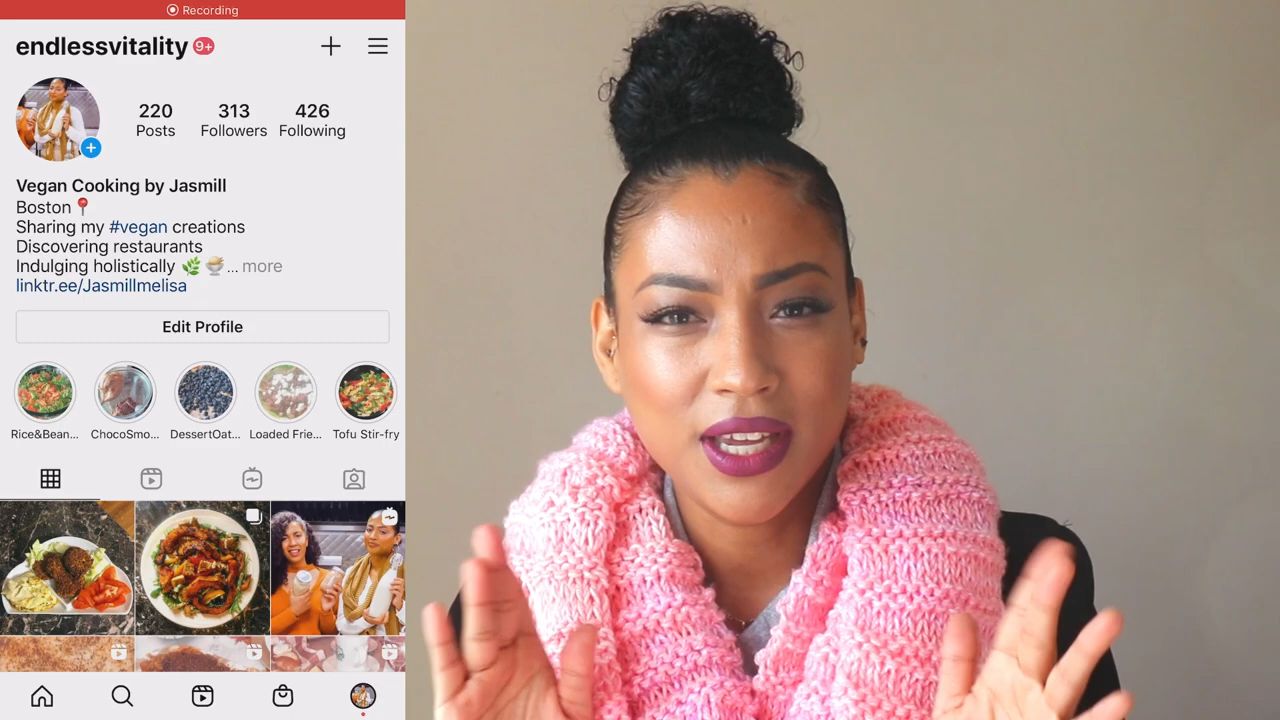 Recording
endlessvitality 9+
220 313 426
Posts Followers Following
Vegan Cooking by Jasmill
Boston
Sharing my #vegan creations
Discovering restaurants
Indulging holistically ... more
linktr.ee/Jasmillmelisa
Edit Profile
Rice&Bean... ChocoSmo... DessertOat... Loaded Frie... Tofu Stir-fry